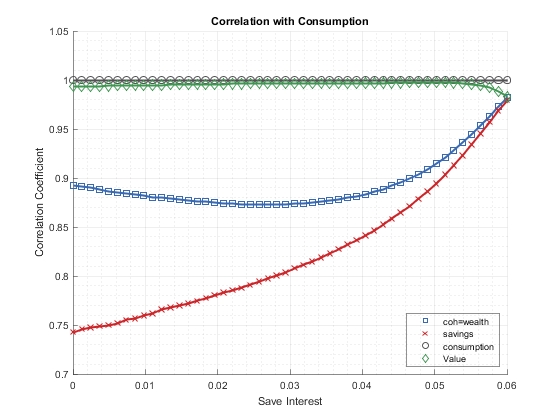 Correlation with Consumption
1.05
1
0.95
0.9
0.85
0.8
0.75
0.7
Correlation Coefficient
0
0.01
0.02
0.03
0.04
0.05
0.06
Save Interest
coh=wealth
savings
consumption
Value